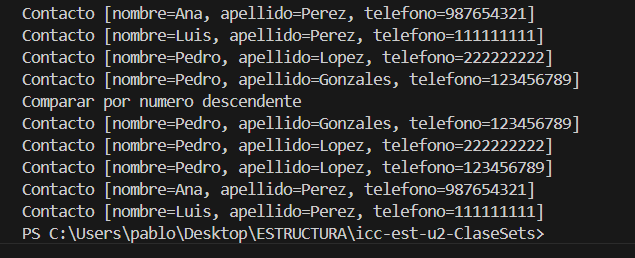 Contacto [nombre=Ana, apellido=Perez, telefono=987654321]
Contacto [nombre=Luis, apellido=Perez, telefono=111111111]
Contacto [nombre=Pedro, apellido=Lopez, telefono=222222222]
Contacto [nombre=Pedro, apellido=Gonzales, telefono=123456789]
Comparar por numero descendente
Contacto [nombre=Pedro, apellido=Gonzales, telefono=123456789]
Contacto [nombre=Pedro, apellido=Lopez, telefono=222222222]
Contacto [nombre=Pedro, apellido=Lopez, telefono=123456789]
Contacto [nombre=Ana, apellido=Perez, telefono=987654321]
Contacto [nombre=Luis, apellido=Perez, telefono=111111111]
PS C:\Users\pablo\Desktop\ESTRUCTURA\icc-est-u2-ClaseSets>